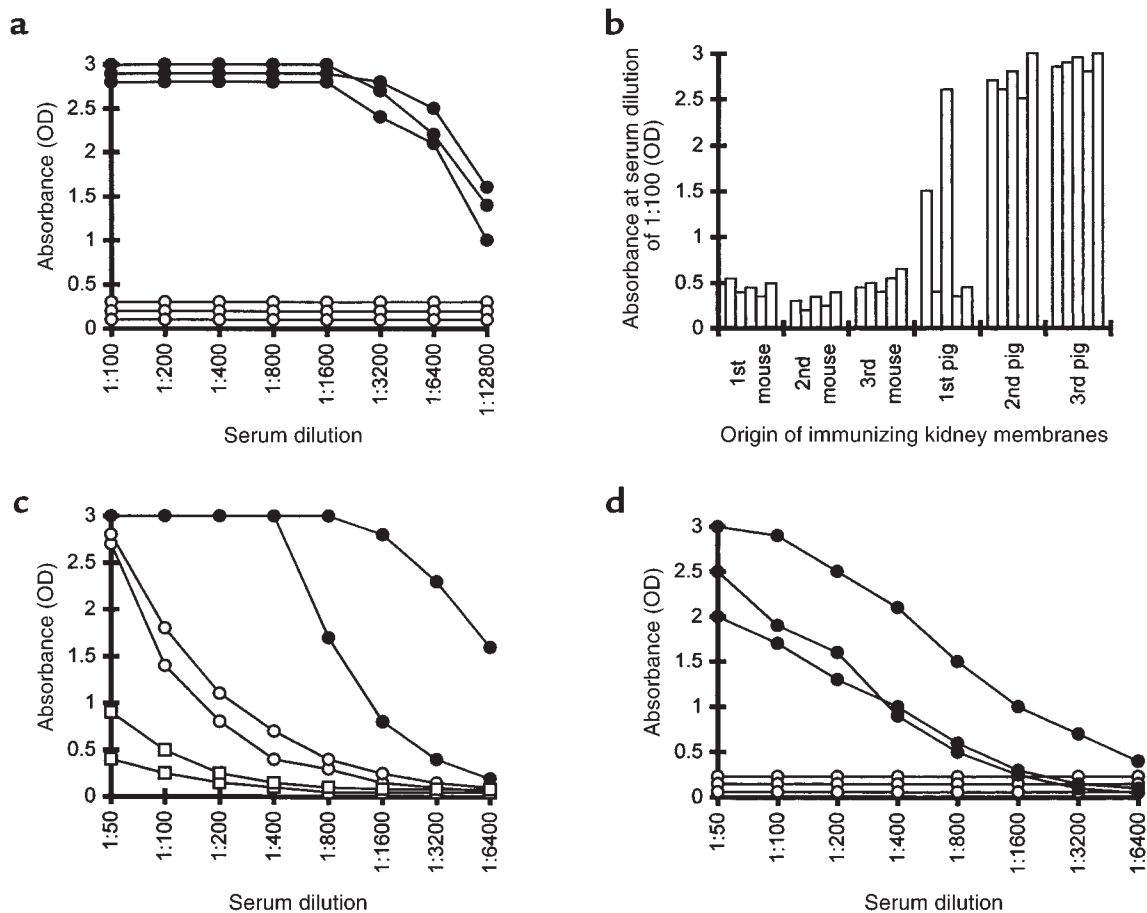 a
Absorbance (OD)
3
2.5
2
1.5
1
0.5
0
1:100
1:200
1:400
1:800
1:1600
1:3200
1:6400
1:12800
Serum dilution
b
Absorbance at serum dilution
of 1:100 (OD)
3
2.5
2
1.5
1
0.5
0
1st
mouse
2nd
mouse
3rd
mouse
1st pig
2nd pig
3rd pig
Origin of immunizing kidney membranes
c
Absorbance (OD)
3
2.5
2
1.5
1
0.5
0
1:50
1:100
1:200
1:400
1:800
1:1600
1:3200
1:6400
Serum dilution
d
Absorbance (OD)
3
2.5
2
1.5
1
0.5
0
1:50
1:100
1:200
1:400
1:800
1:1600
1:3200
1:6400
Serum dilution